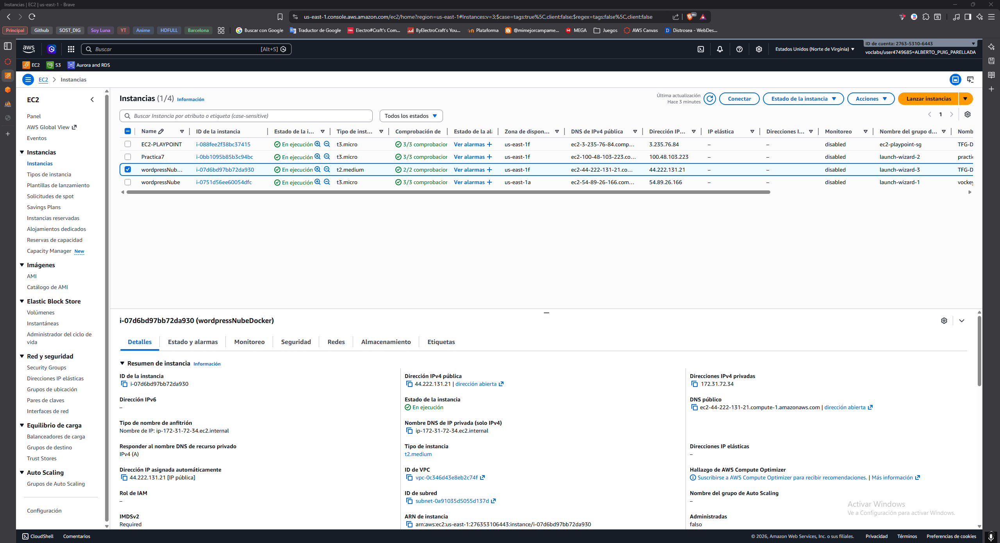 Instancias | EC2 | us-east-1 - Brave
us-east-1.console.aws.amazon.com/ec2/home?region=us-east-1#Instances:v=3;$case=tags:true%5C,client:false;$regex=tags:false%5C,client:false
Principal Github SOST_DIG Soy Luna YT Anime HDFULL Barcelona Buscar con Google Traductor de Google Electro#Craft's Com... ByElectroCraft's You... Plataforma @mimejorcampame... MEGA Juegos AWS Canvas Distrosea - WebDes...
aws Buscar [Alt+S] Estados Unidos (Norte de Virginia) ID de cuenta: 2763-5310-6443
voclabs/user4749685=ALBERTO_PUIG_PARELLADA
EC2 S3 Aurora and RDS
EC2 > Instancias
EC2
Panel
AWS Global View
Eventos
Instancias
Instancias
Tipos de instancia
Plantillas de lanzamiento
Solicitudes de spot
Savings Plans
Instancias reservadas
Alojamientos dedicados
Reservas de capacidad
Capacity Manager New
Imágenes
AMI
Catálogo de AMI
Elastic Block Store
Volúmenes
Instantáneas
Administrador del ciclo de
vida
Red y seguridad
Security Groups
Direcciones IP elásticas
Grupos de ubicación
Pares de claves
Interfaces de red
Equilibrio de carga
Balanceadores de carga
Grupos de destino
Trust Stores
Auto Scaling
Grupos de Auto Scaling
Configuración
Instancias (1/4) Información
Última actualización
Hace 3 minutes
Conectar Estado de la instancia Acciones Lanzar instancias
Buscar Instancia por atributo o etiqueta (case-sensitive) Todos los estados 1
Name ID de la instancia Estado de la i... Tipo de inst... Comprobación de Estado de la al Zona de dispon... DNS de IPv4 pública Dirección IP... IP elástica Direcciones I... Monitoreo Nombre del grupo d... Nomb
EC2-PLAYPOINT i-088fee2f38bc37415 En ejecución t3.micro 3/3 comprobacior Ver alarmas + us-east-1f ec2-3-235-76-84.comp... 3.235.76.84 – – disabled ec2-playpoint-sg TFG-D
Practica7 i-0bb1095b85b3c94bc En ejecución t3.micro 3/3 comprobacior Ver alarmas + us-east-1f ec2-100-48-103-223.co... 100.48.103.223 – – disabled launch-wizard-2 practi
wordpressNub... i-07d6bd97bb72da930 En ejecución t2.medium 2/2 comprobacior Ver alarmas + us-east-1f ec2-44-222-131-21.co... 44.222.131.21 – – disabled launch-wizard-3 TFG-D
wordpressNube i-0751d56ee60054dfc En ejecución t3.micro 3/3 comprobacior Ver alarmas + us-east-1a ec2-54-89-26-166.com... 54.89.26.166 – – disabled launch-wizard-1 vockey
i-07d6bd97bb72da930 (wordpressNubeDocker)
Detalles Estado y alarmas Monitoreo Seguridad Redes Almacenamiento Etiquetas
Resumen de instancia Información
ID de la instancia
i-07d6bd97bb72da930
Dirección IPv4 pública
44.222.131.21 | dirección abierta
Direcciones IPv4 privadas
172.31.72.34
Dirección IPv6
–
Estado de la instancia
En ejecución
DNS público
ec2-44-222-131-21.compute-1.amazonaws.com | dirección abierta
Tipo de nombre de anfitrión
Nombre de IP: ip-172-31-72-34.ec2.internal
Nombre DNS de IP privada (solo IPv4)
ip-172-31-72-34.ec2.internal
Responder al nombre DNS de recurso privado
IPv4 (A)
Tipo de instancia
t2.medium
Direcciones IP elásticas
–
Dirección IP asignada automáticamente
44.222.131.21 [IP pública]
ID de VPC
vpc-0c346d43e8eb2c74f
Hallazgo de AWS Compute Optimizer
Suscribirse a AWS Compute Optimizer para recibir recomendaciones. | Más información
Rol de IAM
–
ID de subred
subnet-0a91035d5055d137d
Nombre del grupo de Auto Scaling
–
IMDSv2
Required
ARN de instancia
arn:aws:ec2:us-east-1:276353106443:instance/i-07d6bd97bb72da930
Administradas
falso
Activar Windows
Ve a Configuración para activar Windows.
CloudShell Comentarios © 2026, Amazon Web Services, Inc. o sus filiales. Privacidad Términos Preferencias de cookies